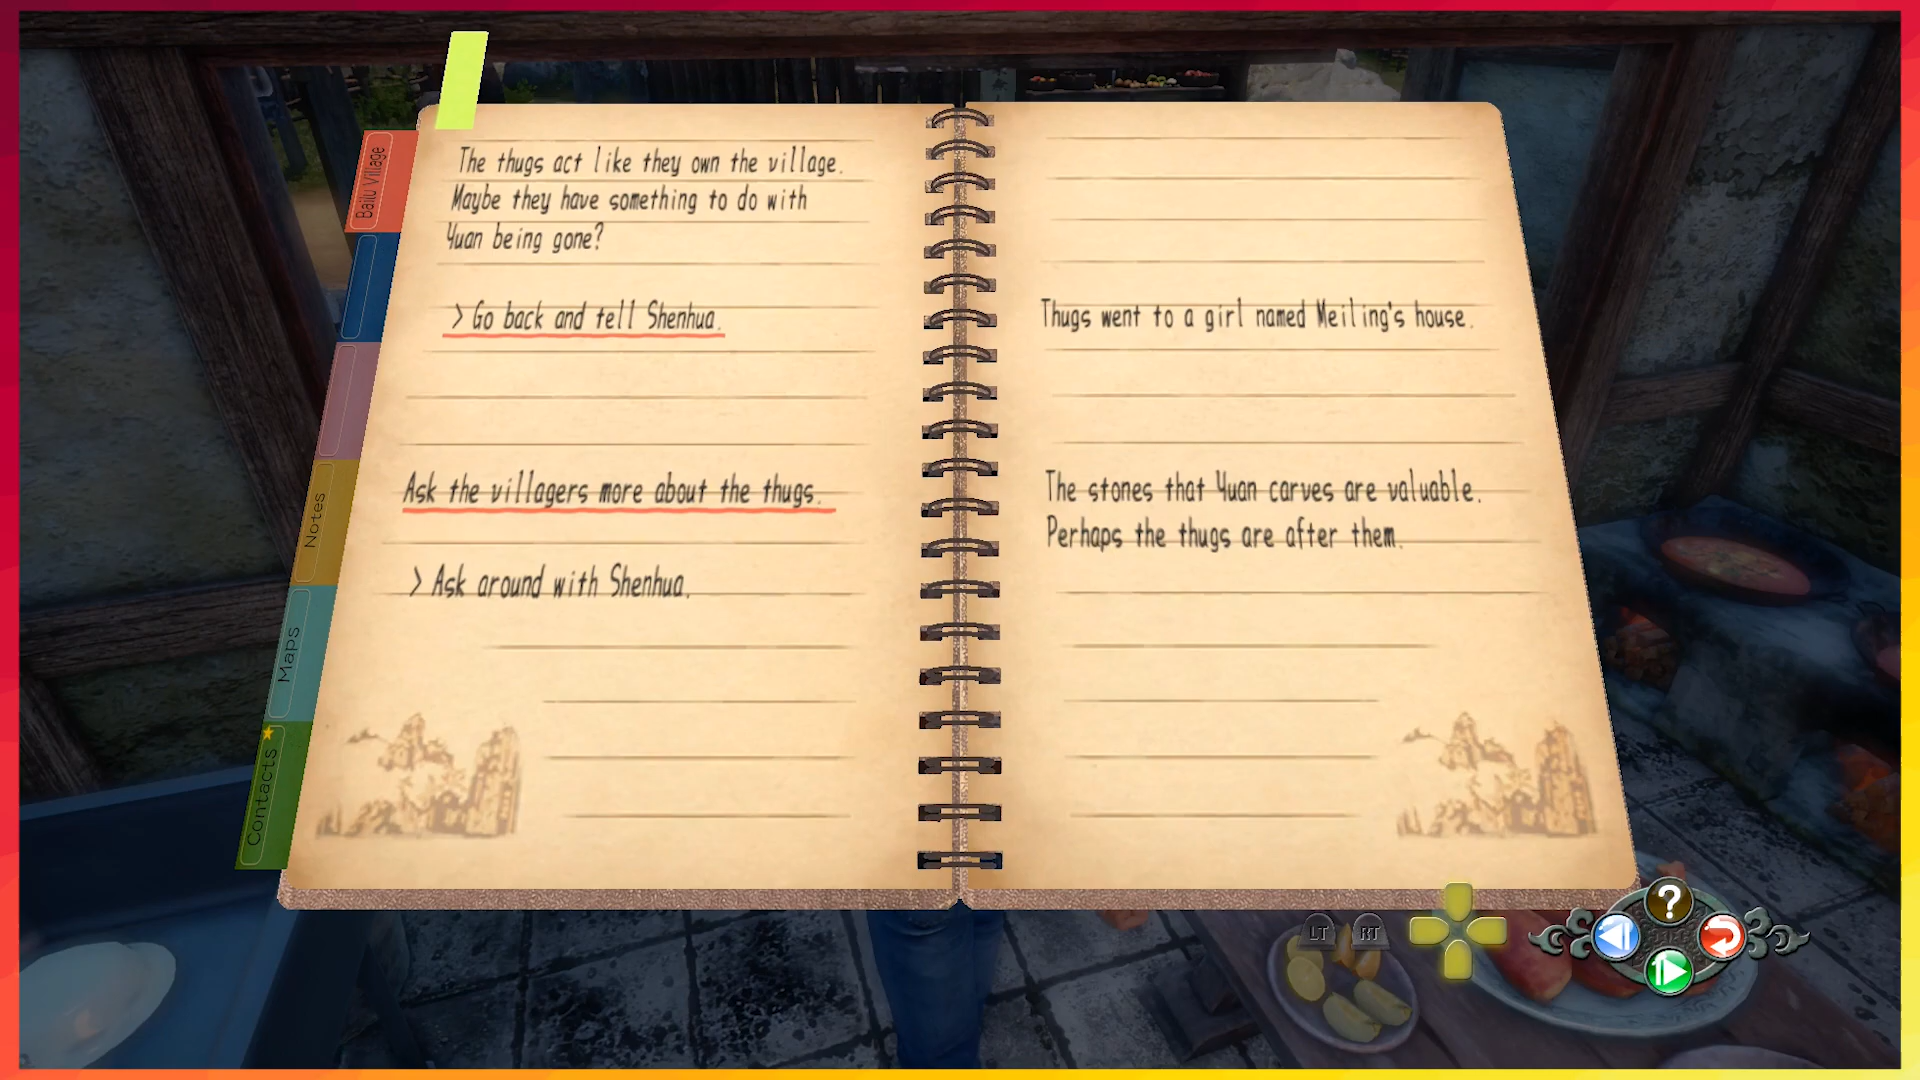 The thugs act like they own the village.
Maybe they have something to do with
Yuan being gone?
> Go back and tell Shenhua.
Ask the villagers more about the thugs.
> Ask around with Shenhua.
Thugs went to a girl named Meiling's house.
The stones that Yuan carves are valuable.
Perhaps the thugs are after them.
Bailu Village
Notes
Maps
Contacts
LT RT
?